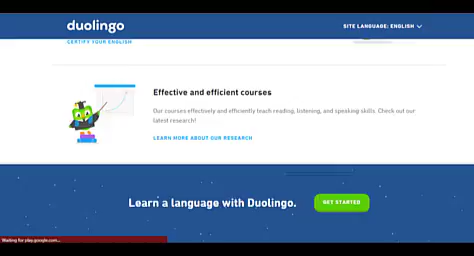 duolingo
SITE LANGUAGE: ENGLISH
CERTIFY YOUR ENGLISH
Effective and efficient courses
Our courses effectively and efficiently teach reading, listening, and speaking skills. Check out our
latest research!
LEARN MORE ABOUT OUR RESEARCH
Learn a language with Duolingo.
GET STARTED
Waiting for play.google.com...